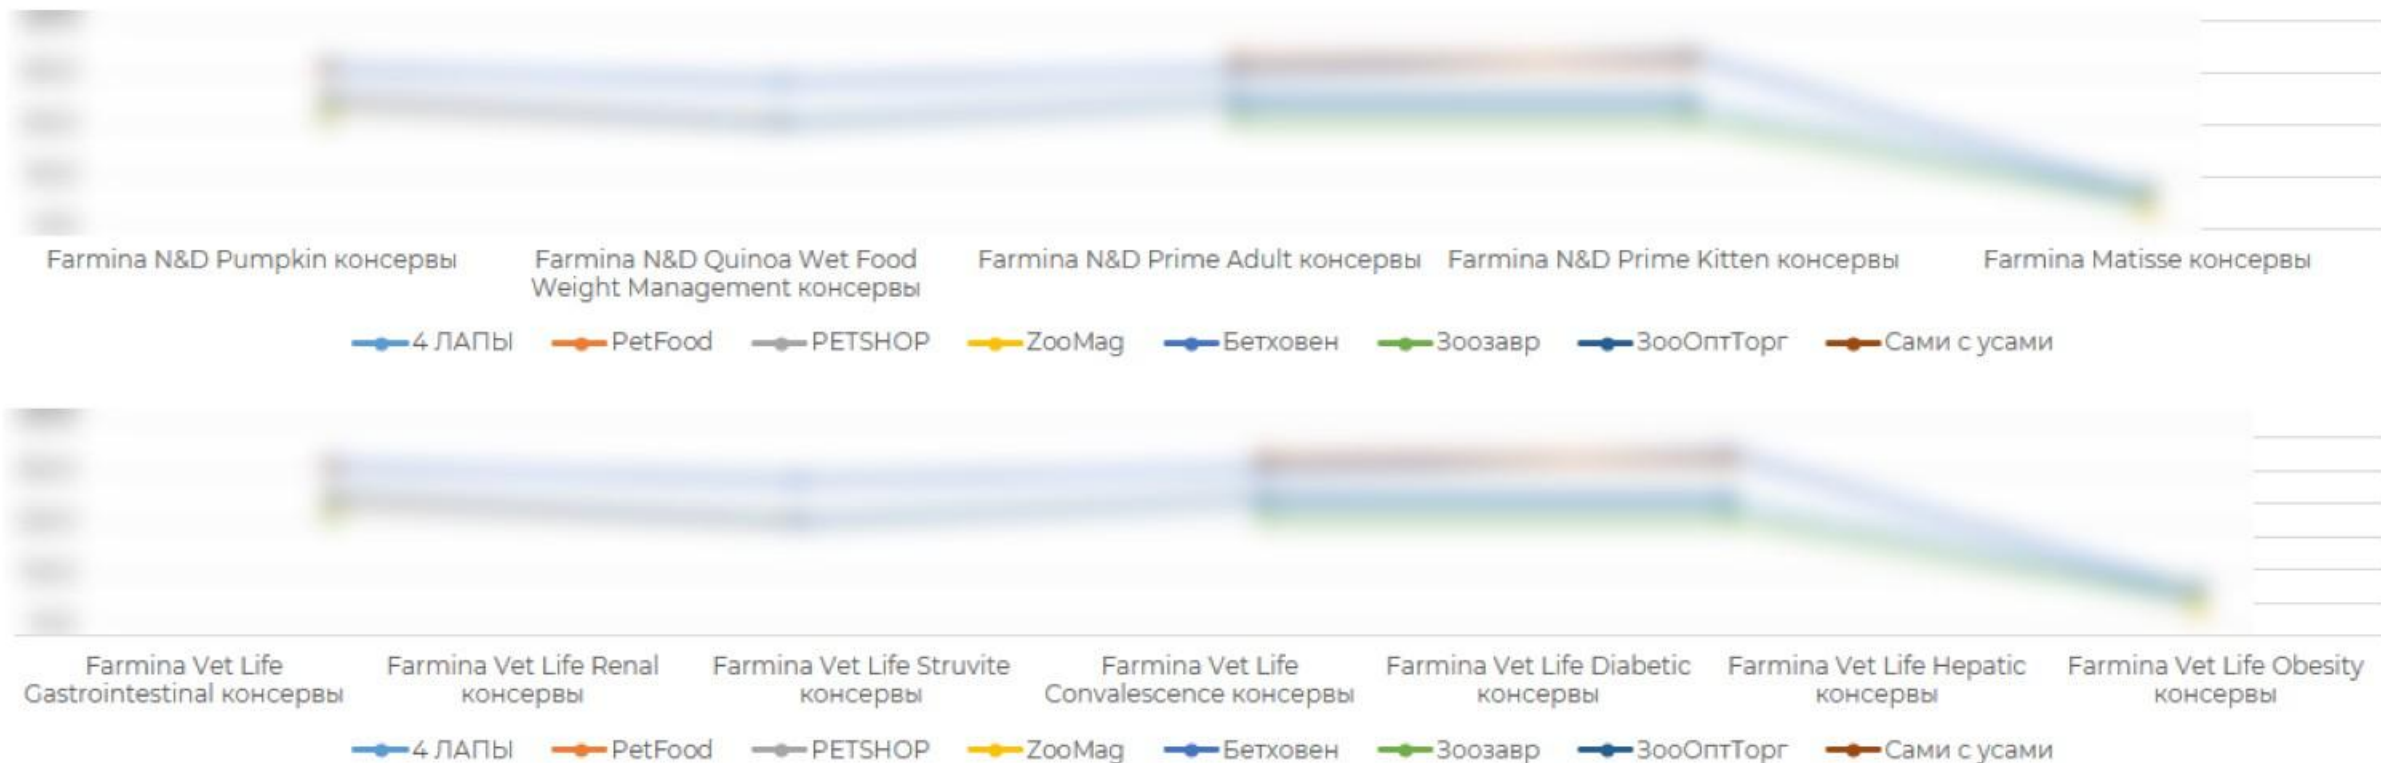 Farmina N&D Pumpkin консервы
Farmina N&D Quinoa Wet Food
Weight Management консервы
Farmina N&D Prime Adult консервы
Farmina N&D Prime Kitten консервы
Farmina Matisse консервы
4 ЛАПЫ PetFood PETSHOP ZooMag Бетховен Зоозавр ЗооОптТорг Сами с усами
Farmina Vet Life
Gastrointestinal консервы
Farmina Vet Life Renal
консервы
Farmina Vet Life Struvite
консервы
Farmina Vet Life
Convalescence консервы
Farmina Vet Life Diabetic
консервы
Farmina Vet Life Hepatic
консервы
Farmina Vet Life Obesity
консервы
4 ЛАПЫ PetFood PETSHOP ZooMag Бетховен Зоозавр ЗооОптТорг Сами с усами